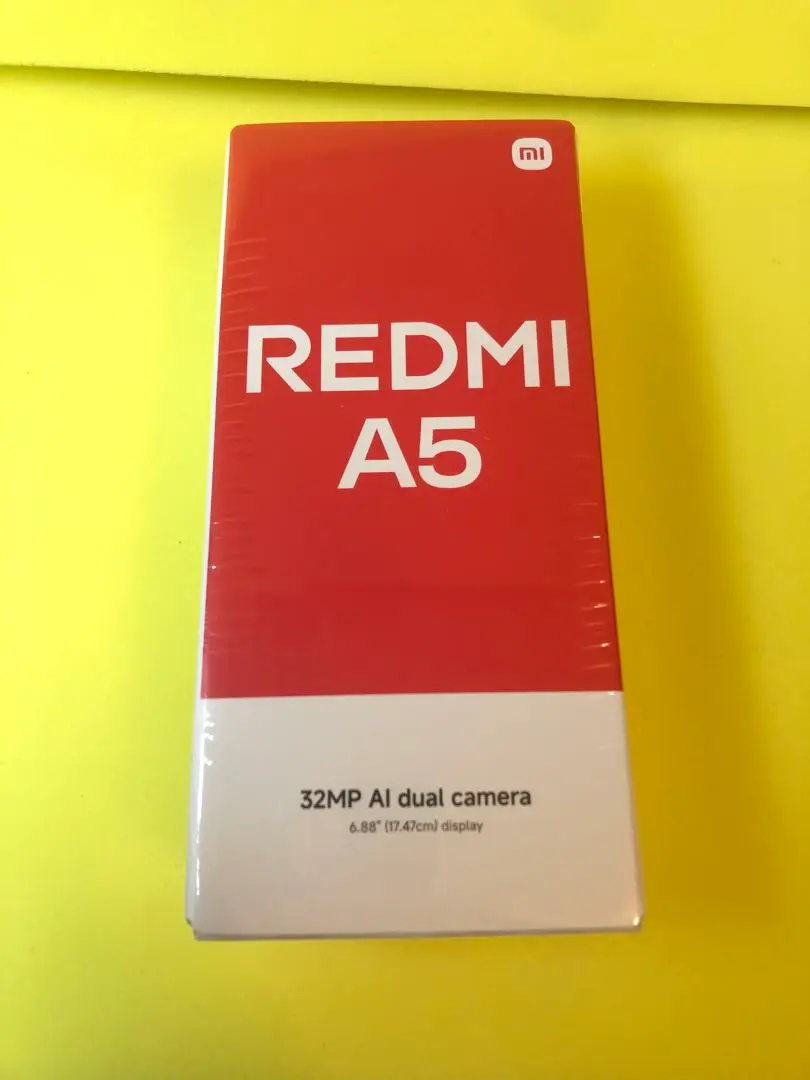 mi
REDMI
A5
32MP AI dual camera
6.88" (17.47cm) display